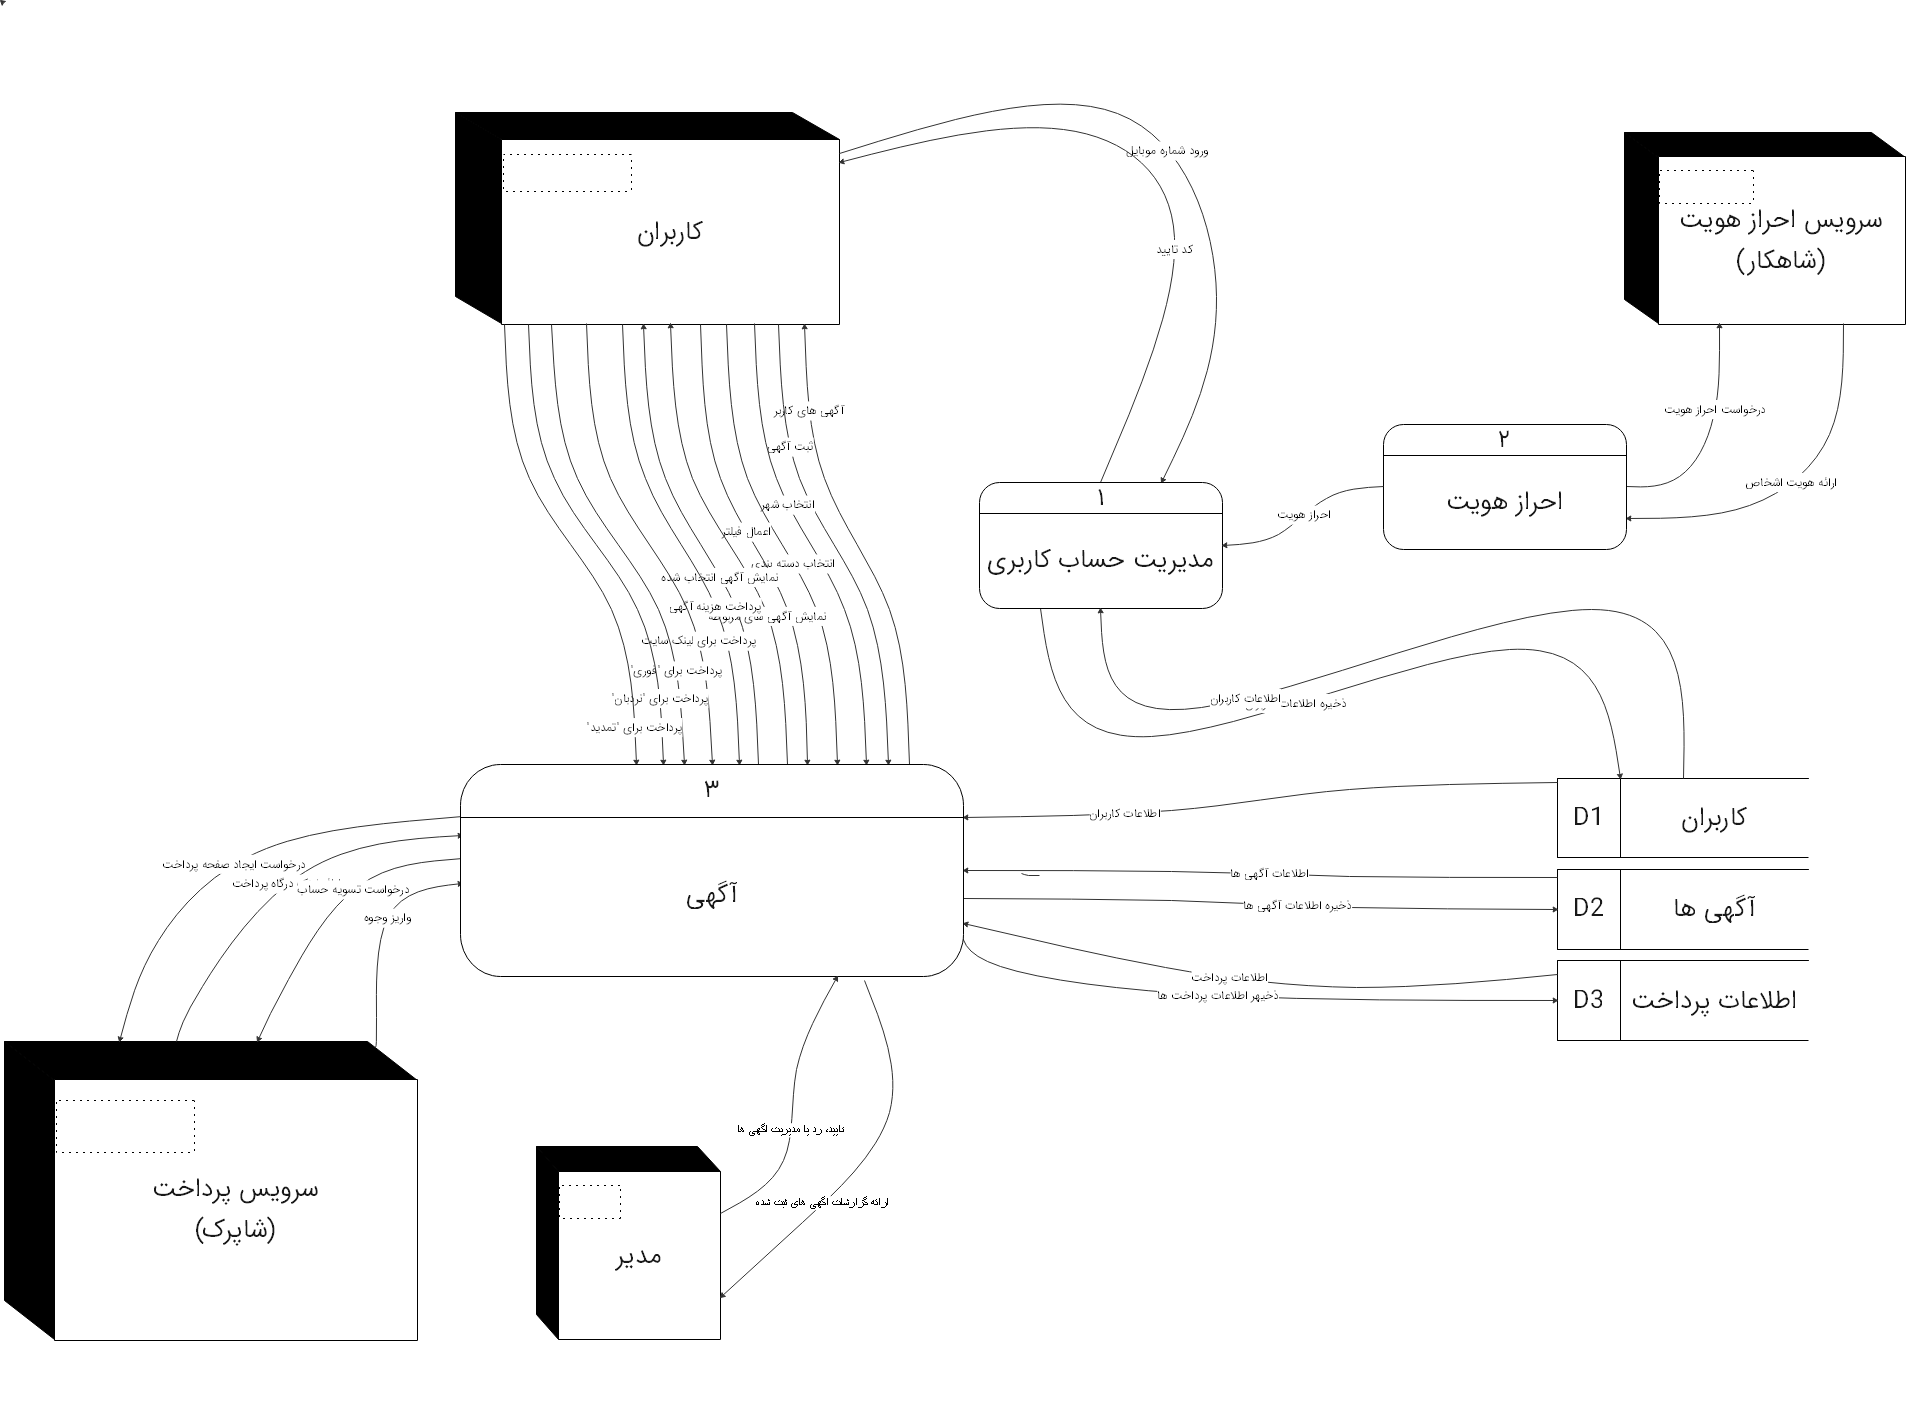 کاربران
سرویس احراز هویت
(شاهکار)
ورود شماره موبایل
کد تایید
آگهی های کاربر
ثبت آگهی
انتخاب شهر
اعمال فیلتر
انتخاب دسته بندی
نمایش آگهی انتخاب شده
پرداخت هزینه آگهی
نمایش آگهی های مربوطه
پرداخت برای لینک سایت
پرداخت برای "فوری"
پرداخت برای "نردبان"
پرداخت برای "تمدید"
درخواست احراز هویت
ارائه هویت اشخاص
۲
احراز هویت
احراز هویت
۱
مدیریت حساب کاربری
اطلاعات کاربران
ذخیره اطلاعات
۳
آگهی
اطلاعات کاربران
D1
کاربران
اطلاعات آگهی ها
ذخیره اطلاعات آگهی ها
D2
آگهی ها
اطلاعات پرداخت
ذخیهر اطلاعات پرداخت ها
D3
اطلاعات پرداخت
درخواست ایجاد صفحه پرداخت
درگاه پرداخت
درخواست تسویه حساب
واریز وجوه
سرویس پرداخت
(شاپرک)
تایید، رد یا مدیریت اگهی ها
ارائه گزارشات اگهی های ثبت شده
مدیر